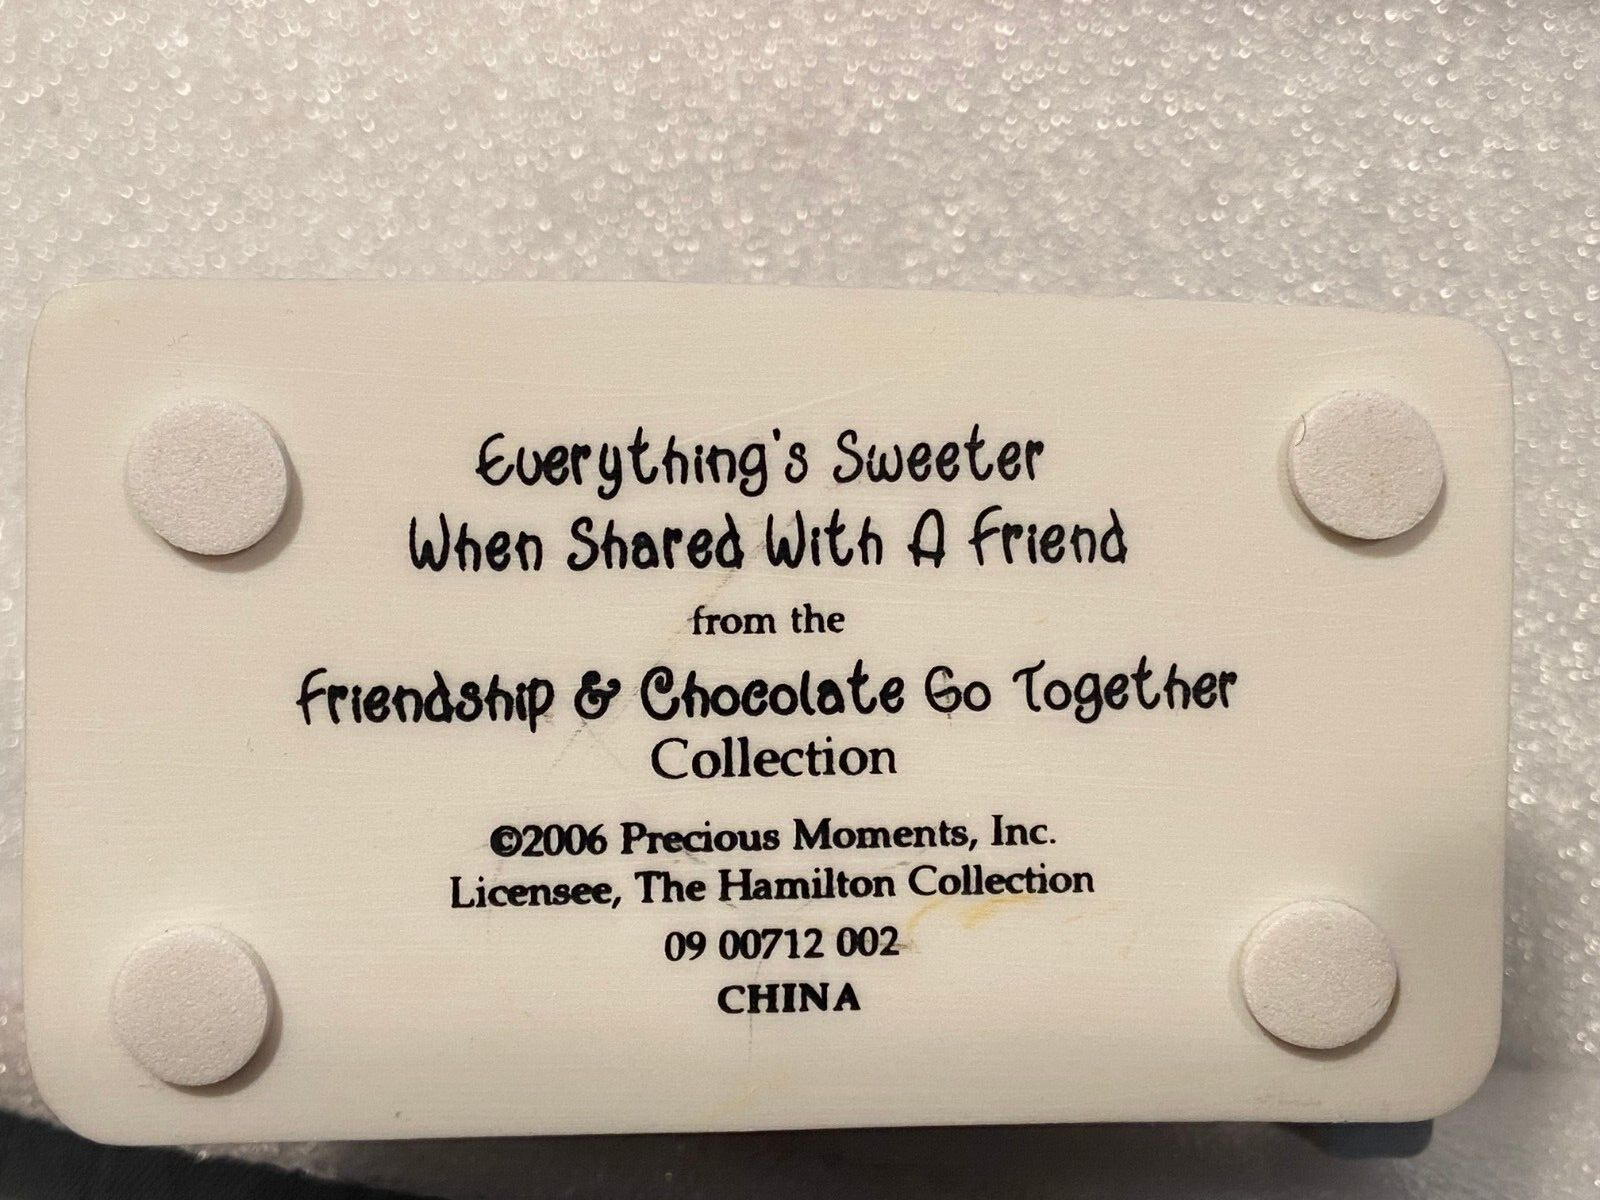 Everything's Sweeter
When Shared With A Friend
from the
Friendship & Chocolate Go Together
Collection
©2006 Precious Moments, Inc.
Licensee, The Hamilton Collection
09 00712 002
CHINA